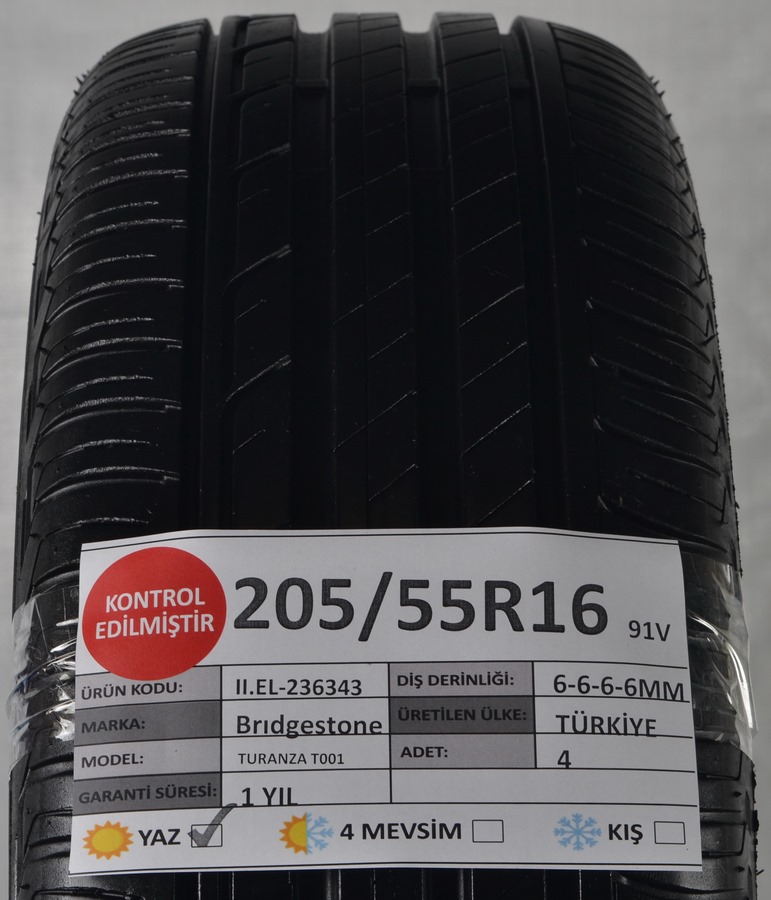 KONTROL
EDİLMİŞTİR
205/55R16 91V
ÜRÜN KODU: II.EL-236343 DİŞ DERİNLİĞİ: 6-6-6-6MM
MARKA: Brıdgestone ÜRETİLEN ÜLKE: TÜRKİYE
MODEL: TURANZA T001 ADET: 4
GARANTİ SÜRESİ: 1 YIL
YAZ 4 MEVSİM KIŞ